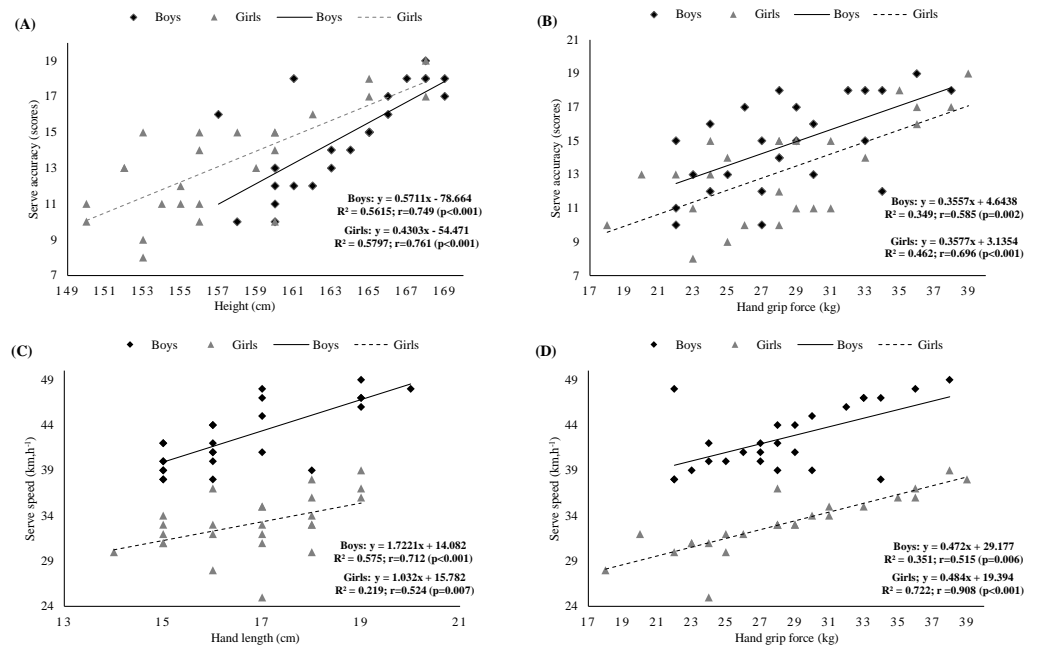 (A)
Boys Girls Boys Girls
Serve accuracy (scores)
19
17
15
13
11
9
7
Boys: y = 0.5711x - 78.664
R² = 0.5615; r=0.749 (p<0.001)
Girls: y = 0.4303x - 54.471
R² = 0.5797; r=0.761 (p<0.001)
149 151 153 155 157 159 161 163 165 167 169
Height (cm)
(B)
Boys Girls Boys Girls
Serve accuracy (scores)
21
19
17
15
13
11
9
7
Boys: y = 0.3557x + 4.6438
R² = 0.349; r=0.585 (p=0.002)
Girls: y = 0.3577x + 3.1354
R² = 0.462; r=0.696 (p<0.001)
17 19 21 23 25 27 29 31 33 35 37 39
Hand grip force (kg)
(C)
Boys Girls Boys Girls
Serve speed (km,h⁻¹)
49
44
39
34
29
24
Boys: y = 1.7221x + 14.082
R² = 0.575; r=0.712 (p<0.001)
Girls: y = 1.032x + 15.782
R² = 0.219; r=0.524 (p=0.007)
13 15 17 19 21
Hand length (cm)
(D)
Boys Girls Boys Girls
Serve speed (km,h⁻¹)
49
44
39
34
29
24
Boys: y = 0.472x + 29.177
R² = 0.351; r=0.515 (p=0.006)
Girls; y = 0.484x + 19.394
R² = 0.722; r =0.908 (p<0.001)
17 19 21 23 25 27 29 31 33 35 37 39
Hand grip force (kg)